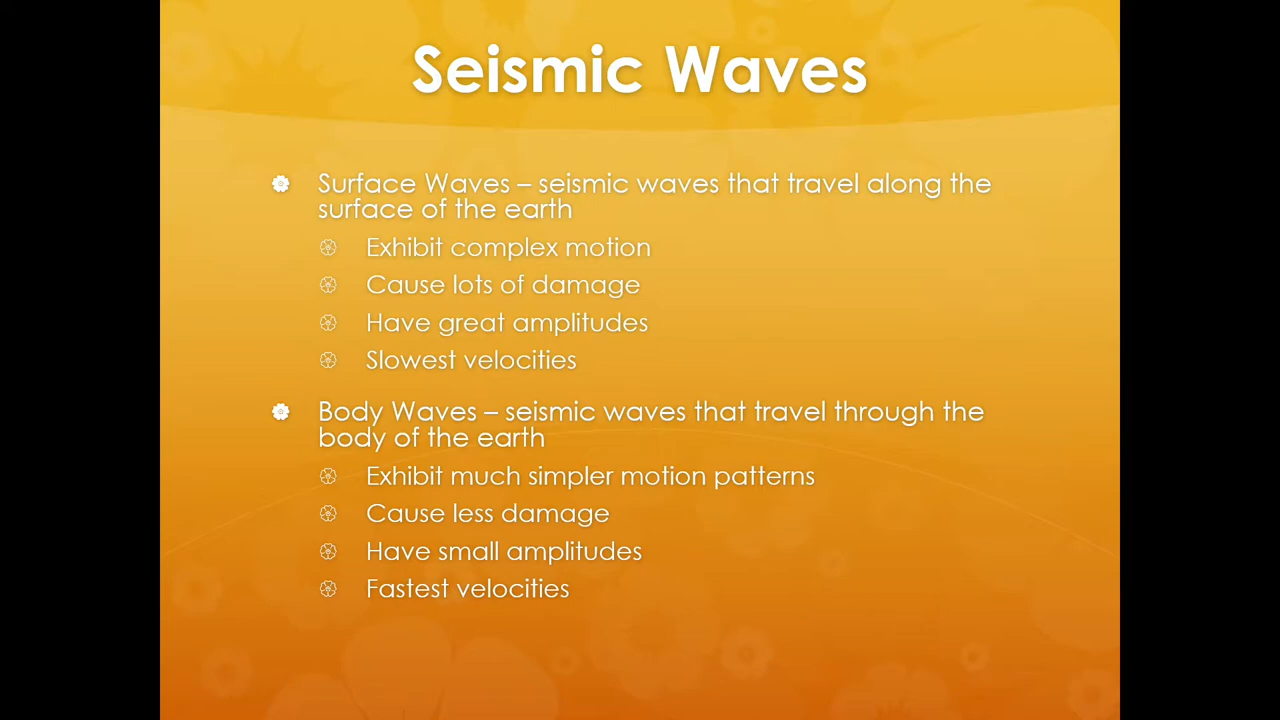 Seismic Waves
Surface Waves – seismic waves that travel along the
surface of the earth
Exhibit complex motion
Cause lots of damage
Have great amplitudes
Slowest velocities
Body Waves – seismic waves that travel through the
body of the earth
Exhibit much simpler motion patterns
Cause less damage
Have small amplitudes
Fastest velocities